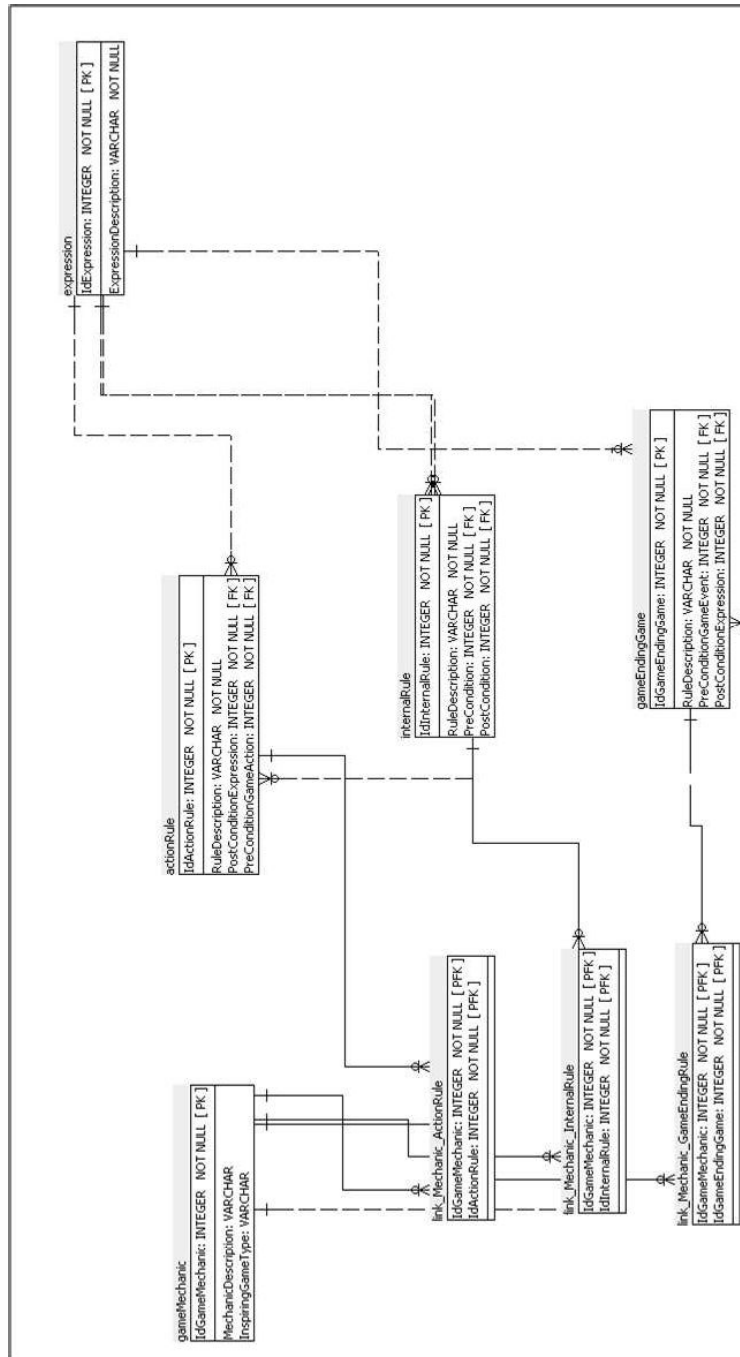 expression
IdExpression: INTEGER NOT NULL [ PK ]
ExpressionDescription: VARCHAR NOT NULL
actionRule
IdActionRule: INTEGER NOT NULL [ PK ]
RuleDescription: VARCHAR NOT NULL
PostConditionExpression: INTEGER NOT NULL [ FK ]
PreConditionGameAction: INTEGER NOT NULL [ FK ]
internalRule
IdInternalRule: INTEGER NOT NULL [ PK ]
RuleDescription: VARCHAR NOT NULL
PreCondition: INTEGER NOT NULL [ FK ]
PostCondition: INTEGER NOT NULL [ FK ]
gameEndingGame
IdGameEndingGame: INTEGER NOT NULL [ PK ]
RuleDescription: VARCHAR NOT NULL
PreConditionGameEvent: INTEGER NOT NULL [ FK ]
PostConditionExpression: INTEGER NOT NULL [ FK ]
gameMechanic
IdGameMechanic: INTEGER NOT NULL [ PK ]
MechanicDescription: VARCHAR
InspiringGameType: VARCHAR
link_Mechanic_ActionRule
IdGameMechanic: INTEGER NOT NULL [ PFK ]
IdActionRule: INTEGER NOT NULL [ PFK ]
link_Mechanic_InternalRule
IdGameMechanic: INTEGER NOT NULL [ PFK ]
IdInternalRule: INTEGER NOT NULL [ PFK ]
link_Mechanic_GameEndingRule
IdGameMechanic: INTEGER NOT NULL [ PFK ]
IdGameEndingGame: INTEGER NOT NULL [ PFK ]